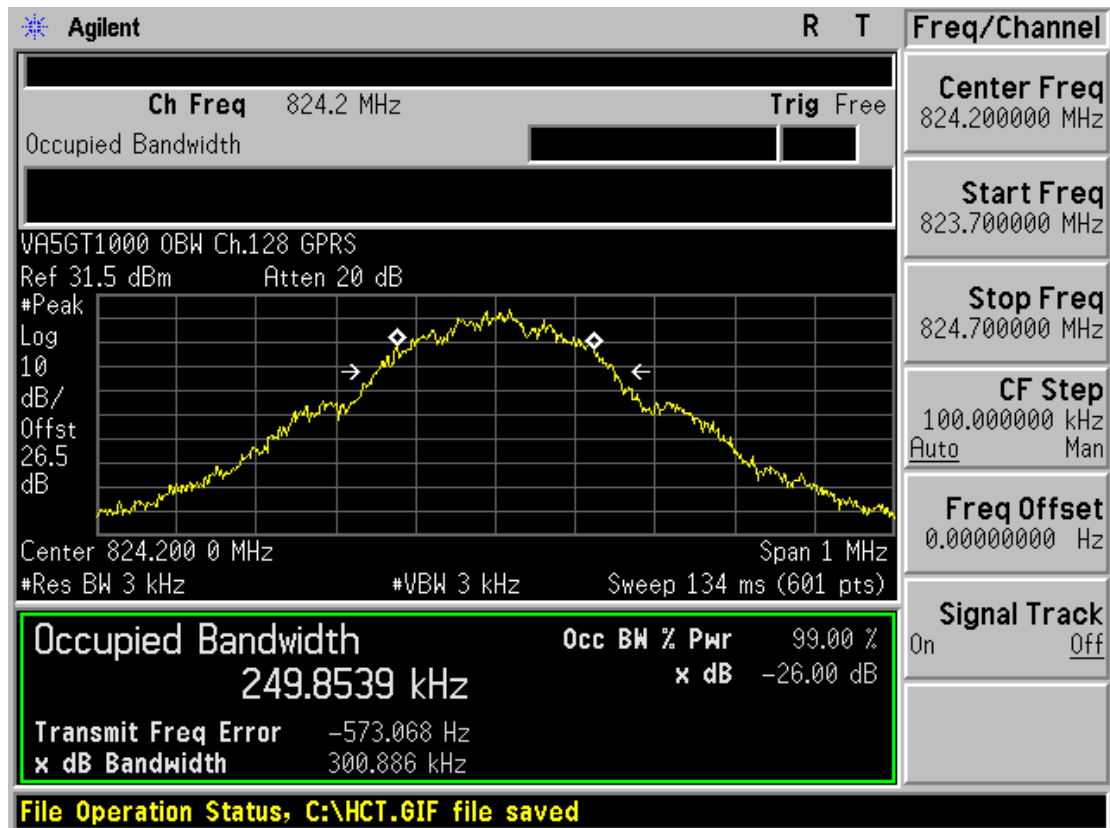 Agilent R T Freq/Channel
Ch Freq 824.2 MHz Trig Free
Occupied Bandwidth
Center Freq
824.200000 MHz
Start Freq
823.700000 MHz
Stop Freq
824.700000 MHz
CF Step
100.000000 kHz
Auto Man
Freq Offset
0.00000000 Hz
Signal Track
On Off
VA5GT1000 OBW Ch.128 GPRS
Ref 31.5 dBm Atten 20 dB
#Peak
Log
10
dB/
Offst
26.5
dB
Center 824.200 0 MHz Span 1 MHz
#Res BW 3 kHz #VBW 3 kHz Sweep 134 ms (601 pts)
Occupied Bandwidth
249.8539 kHz
Occ BW % Pwr 99.00 %
x dB -26.00 dB
Transmit Freq Error -573.068 Hz
x dB Bandwidth 300.886 kHz
File Operation Status, C:\HCT.GIF file saved